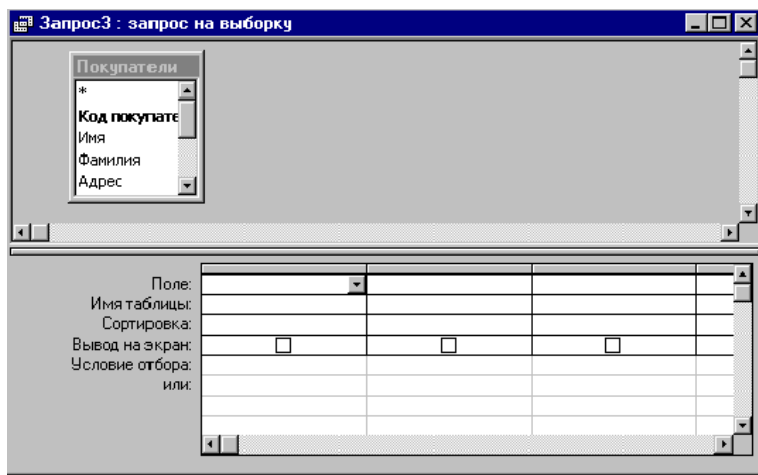 Запрос3 : запрос на выборку
Покупатели
*
Код покупате
Имя
Фамилия
Адрес
Поле:
Имя таблицы:
Сортировка:
Вывод на экран:
Условие отбора:
или: